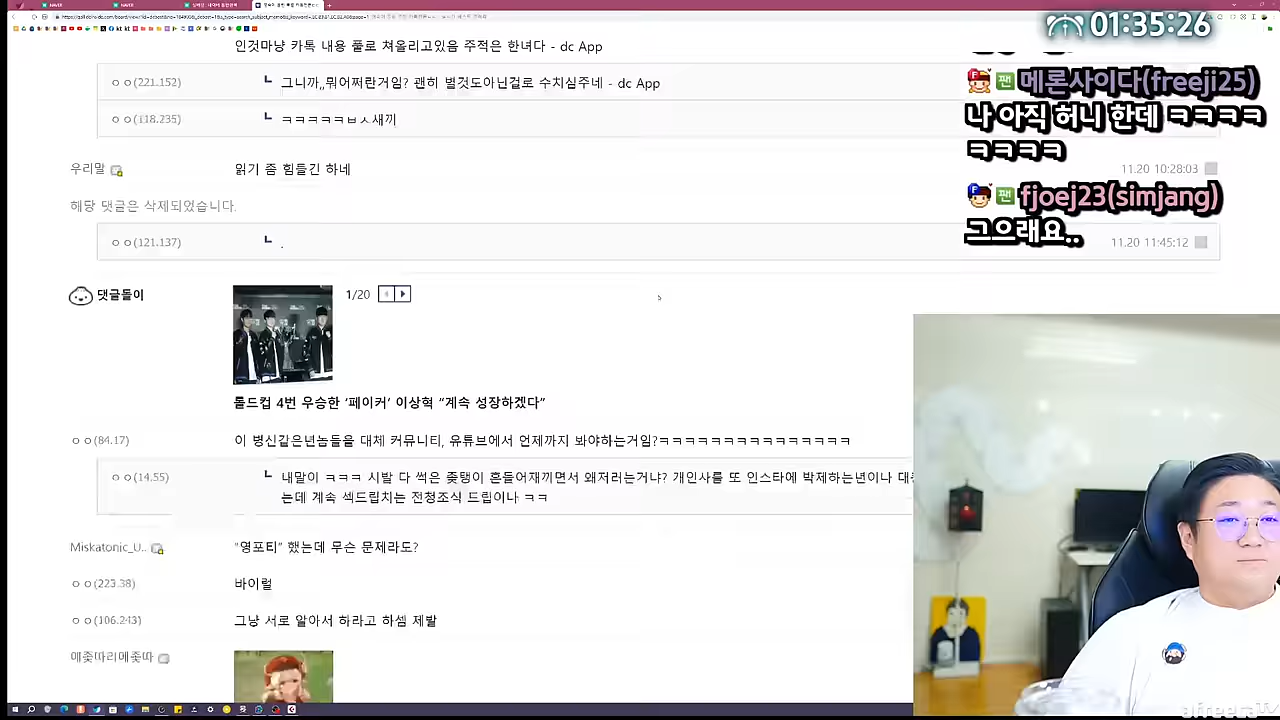 01:35:26
인것마냥 카톡 내용 풀로 쳐올리고있음 주적은 한녀다 - dc App
ㅇㅇ(221.152)
ㄴ 그니까,,뭐어쩌란거임? 괜히 별것도아닌걸로 수치심주네 - dc App
ㅇㅇ(118.235)
ㄴ ㅋㅋㅋㅋㅋㅂㅅ새끼
메론사이다(freeji25)
나 아직 허니 한데 ㅋㅋㅋㅋ
ㅋㅋㅋㅋ
우리말
읽기 좀 힘들긴 하네
11.20 10:28:03
fjoej23(simjang)
그으래요..
해당 댓글은 삭제되었습니다.
ㅇㅇ(121.137)
ㄴ .
11.20 11:45:12
댓글돌이
1/20
롤드컵 4번 우승한 ‘페이커’ 이상혁 “계속 성장하겠다”
ㅇㅇ(84.17)
이 병신같은년놈들을 대체 커뮤니티, 유튜브에서 언제까지 봐야하는거임?ㅋㅋㅋㅋㅋㅋㅋㅋㅋㅋㅋㅋㅋㅋㅋ
ㅇㅇ(14.55)
ㄴ 내말이 ㅋㅋㅋ 시발 다 썩은 좆탱이 흔들어재끼면서 왜저러는거냐? 개인사를 또 인스타에 박제하는년이나 대
는데 계속 섹드립치는 전청조식 드립이나 ㅋㅋ
Miskatonic_U..
"영포티" 했는데 무슨 문제라도?
ㅇㅇ(223.38)
바이럴
ㅇㅇ(106.243)
그냥 서로 알아서 하라고 하셈 제발
메좆따리메좆따
afreecaTV